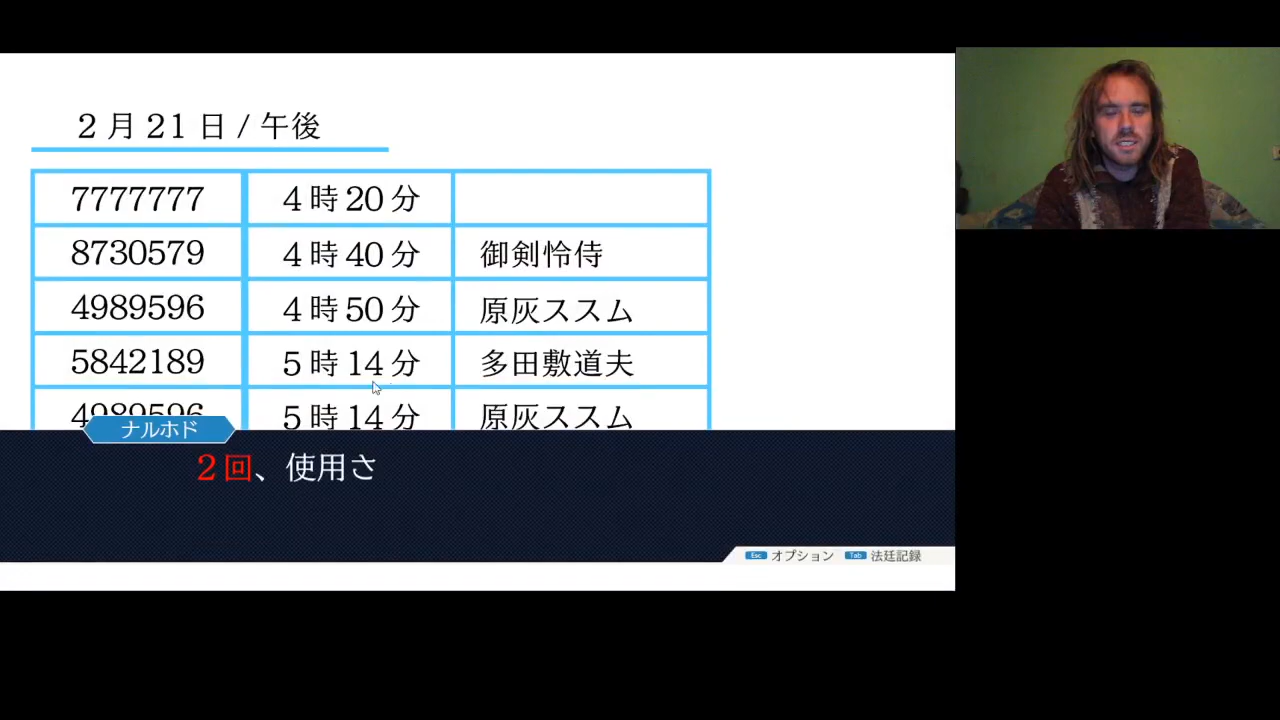 2月21日/午後
7777777 4時20分
8730579 4時40分 御剣怜侍
4989596 4時50分 原灰ススム
5842189 5時14分 多田敷道夫
4989596 5時14分 原灰ススム
ナルホド
2回、使用さ
Esc オプション Tab 法廷記録